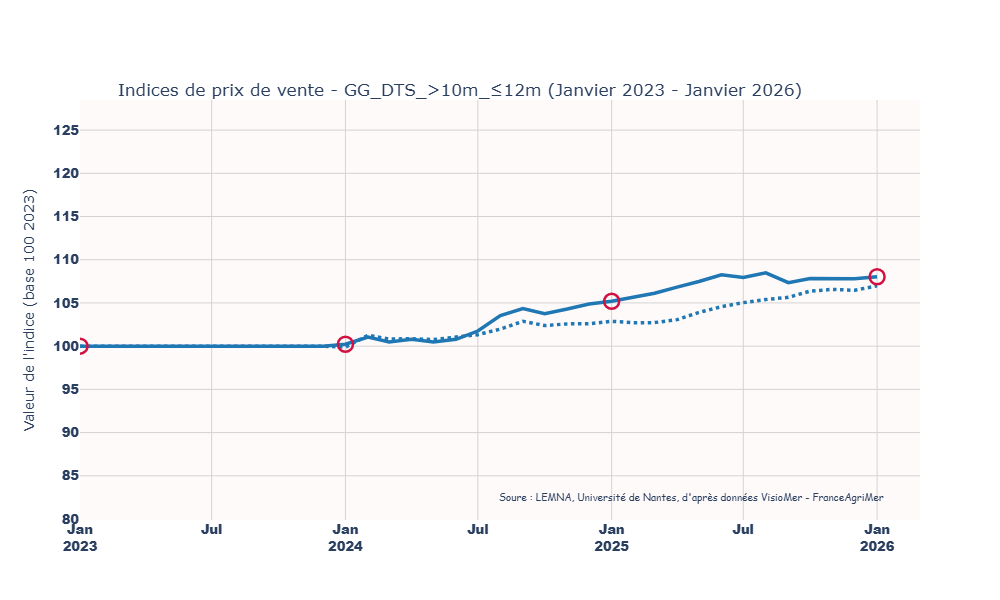 Indices de prix de vente - GG_DTS_>10m_≤12m (Janvier 2023 - Janvier 2026)
Valeur de l'indice (base 100 2023)
125
120
115
110
105
100
95
90
85
80
Soure : LEMNA, Université de Nantes, d'après données VisioMer - FranceAgriMer
Jan Jul Jan Jul Jan Jul Jan
2023 2024 2025 2026